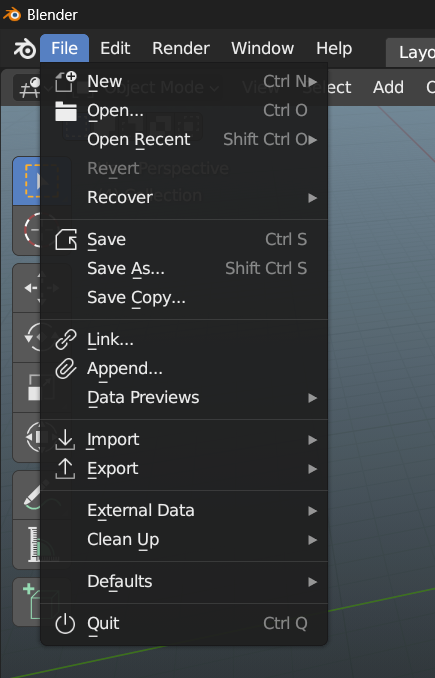 Blender
File Edit Render Window Help Layo
New Ctrl N
Object Mode View Select Add
Open... Ctrl O
Open Recent Shift Ctrl O
Revert
Perspective
Recover
Save Ctrl S
Save As... Shift Ctrl S
Save Copy...
Link...
Append...
Data Previews
Import
Export
External Data
Clean Up
Defaults
Quit Ctrl Q